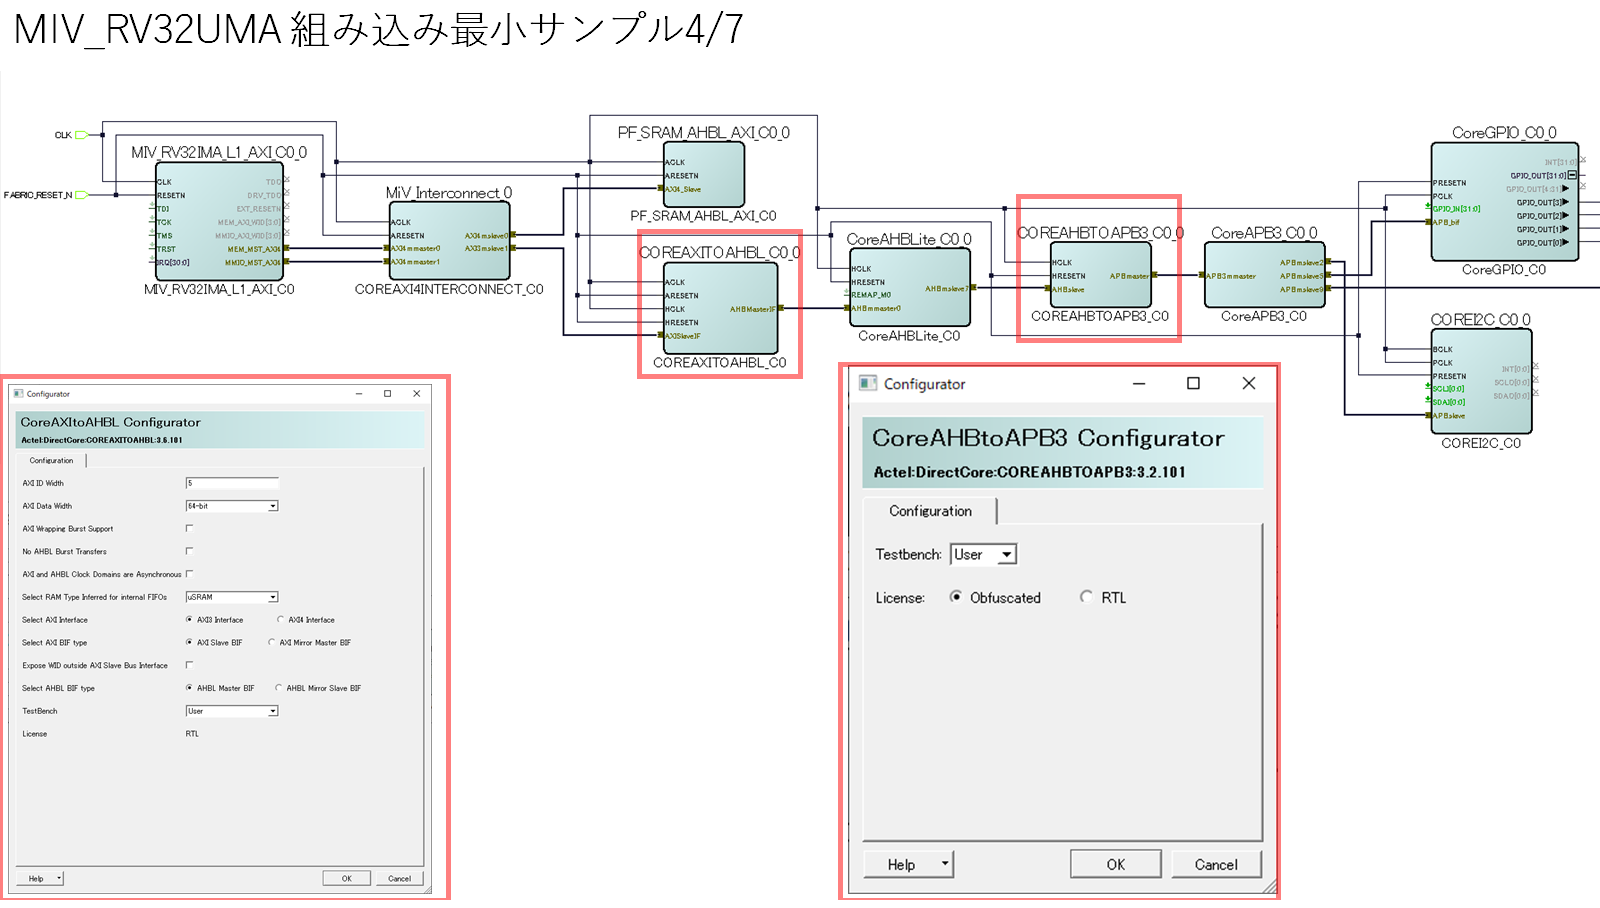 MIV_RV32UMA 組み込み最小サンプル4/7
CLK
FABRIC_RESET_N
MIV_RV32IMA_L1_AXI_C0_0
CLK
RESETN
TDI
TCK
TMS
TRST
IRQ[30:0]
TDO
DRV_TDO
EXT_RESETN
MEM_AXI_WID[3:0]
MMIO_AXI_WID[3:0]
MEM_MST_AXI4
MMIO_MST_AXI4
MIV_RV32IMA_L1_AXI_C0
MiV_Interconnect_0
ACLK
ARESETN
AXI4mmaster0
AXI4mmaster1
AXI4mslave0
AXI3mslave1
COREAXI4INTERCONNECT_C0
PF_SRAM_AHBL_AXI_C0_0
ACLK
ARESETN
AXI4_Slave
PF_SRAM_AHBL_AXI_C0
COREAXITOAHBL_C0_0
ACLK
ARESETN
HCLK
HRESETN
AXISlaveIF
AHBMasterIF
COREAXITOAHBL_C0
CoreAHBLite_C0_0
HCLK
HRESETN
REMAP_M0
AHBmmaster0
AHBmslave7
CoreAHBLite_C0
COREAHBTOAPB3_C0_0
HCLK
HRESETN
AHBslave
APBmaster
COREAHBTOAPB3_C0
CoreAPB3_C0_0
APB3mmaster
APBmslave2
APBmslave5
APBmslave9
CoreAPB3_C0
CoreGPIO_C0_0
PRESETN
PCLK
GPIO_IN[31:0]
APB_bif
INT[31:0]
GPIO_OUT[31:0]
GPIO_OUT[4:31]
GPIO_OUT[3]
GPIO_OUT[2]
GPIO_OUT[1]
GPIO_OUT[0]
CoreGPIO_C0
COREI2C_C0_0
BCLK
PCLK
PRESETN
SCLI[0:0]
SDAI[0:0]
APBslave
INT[0:0]
SCLO[0:0]
SDAO[0:0]
COREI2C_C0
Configurator
CoreAXItoAHBL Configurator
Actel:DirectCore:COREAXITOAHBL:3.6.101
Configuration
AXI ID Width 5
AXI Data Width 64-bit
AXI Wrapping Burst Support
No AHBL Burst Transfers
AXI and AHBL Clock Domains are Asynchronous
Select RAM Type Inferred for internal FIFOs uSRAM
Select AXI Interface AXI3 Interface AXI4 Interface
Select AXI BIF type AXI Slave BIF AXI Mirror Master BIF
Expose WID outside AXI Slave Bus Interface
Select AHBL BIF type AHBL Master BIF AHBL Mirror Slave BIF
TestBench User
License RTL
Help OK Cancel
Configurator
CoreAHBtoAPB3 Configurator
Actel:DirectCore:COREAHBTOAPB3:3.2.101
Configuration
Testbench: User
License: Obfuscated RTL
Help OK Cancel